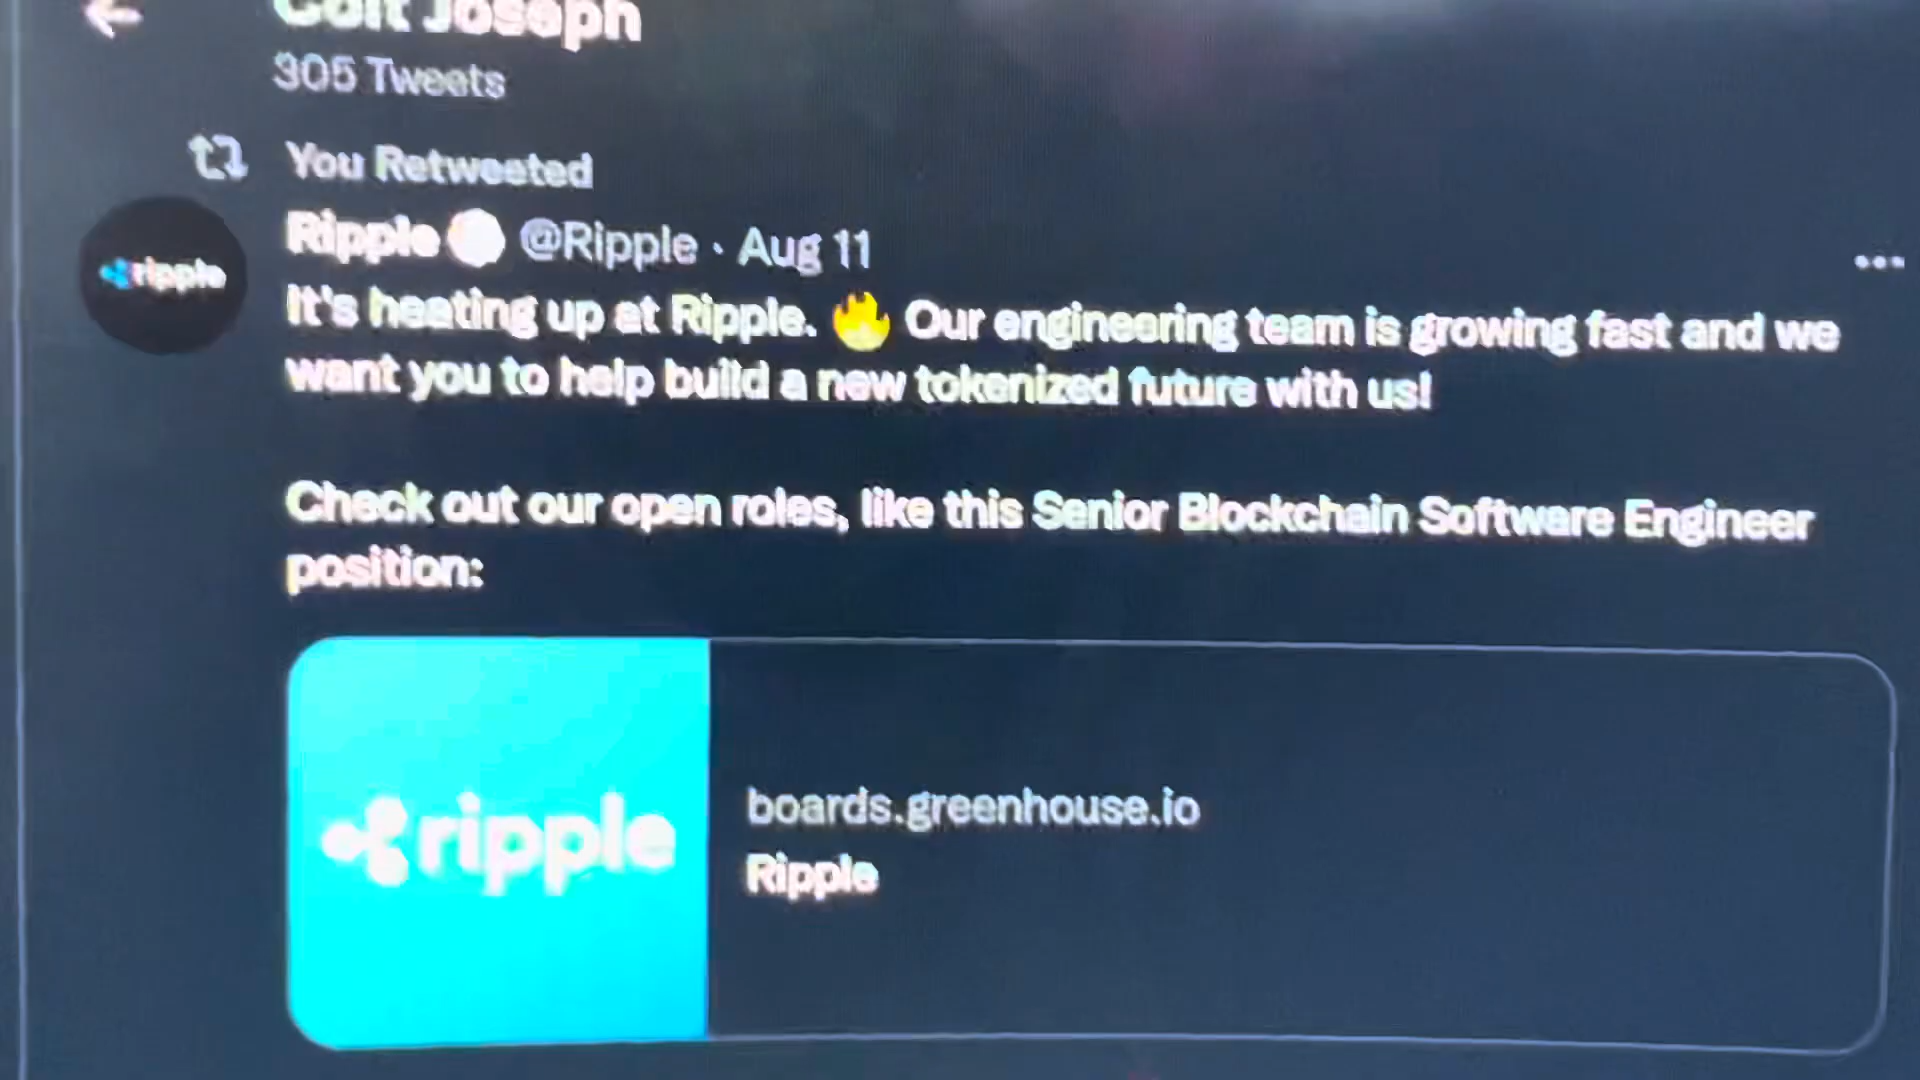 Colt Joseph
305 Tweets
You Retweeted
Ripple @Ripple · Aug 11
ripple
It's heating up at Ripple. 🔥 Our engineering team is growing fast and we
want you to help build a new tokenized future with us!
Check out our open roles, like this Senior Blockchain Software Engineer
position:
ripple
boards.greenhouse.io
Ripple